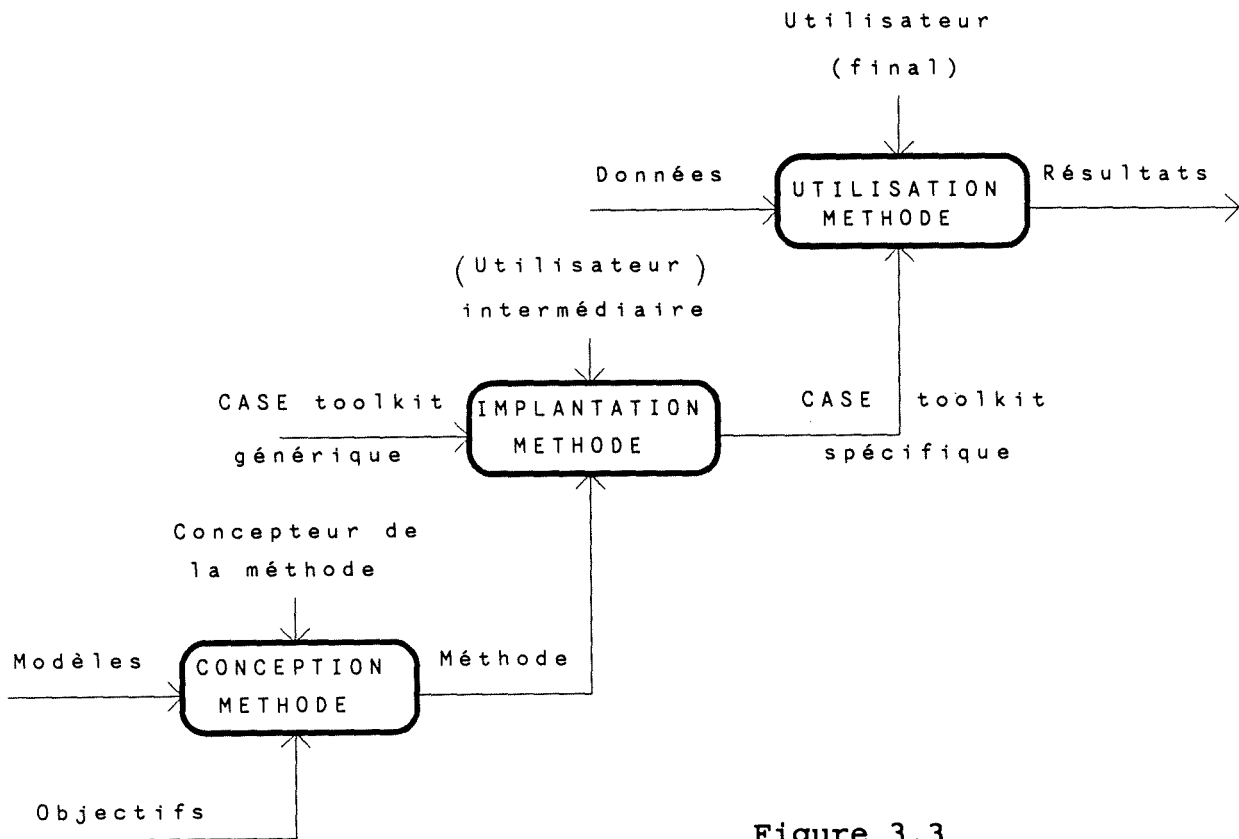 Utilisateur
(final)
Données
Résultats
UTILISATION
METHODE
(Utilisateur)
intermédiaire
CASE toolkit
générique
IMPLANTATION
METHODE
CASE toolkit
spécifique
Concepteur de
la méthode
Modèles
CONCEPTION
METHODE
Méthode
Objectifs
Figure 3.3